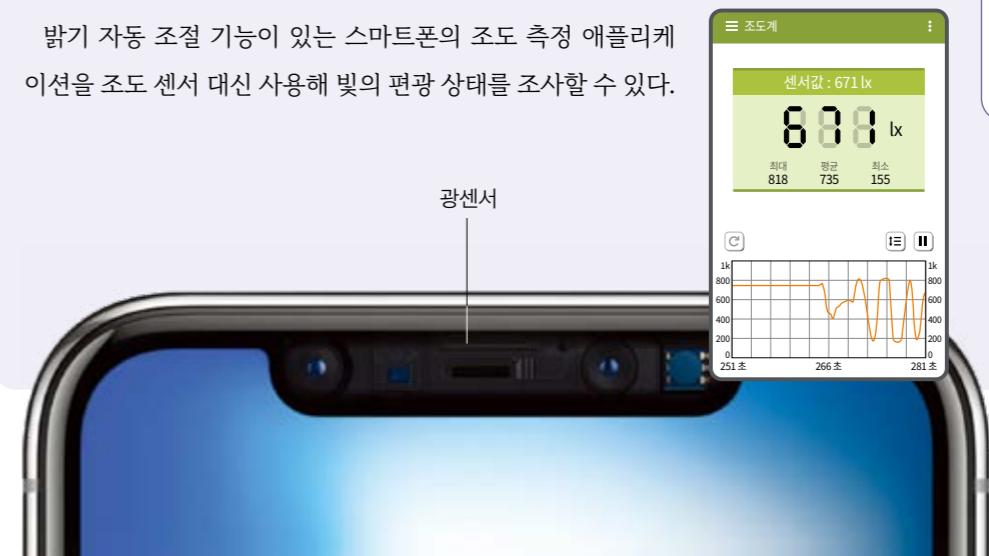 밝기 자동 조절 기능이 있는 스마트폰의 조도 측정 애플리케
이션을 조도 센서 대신 사용해 빛의 편광 상태를 조사할 수 있다.
광센서
조도계
센서값 : 671 lx
671 lx
최대 평균 최소
818 735 155
1k 1k
800 800
600 600
400 400
200 200
0 0
251 초 266 초 281 초